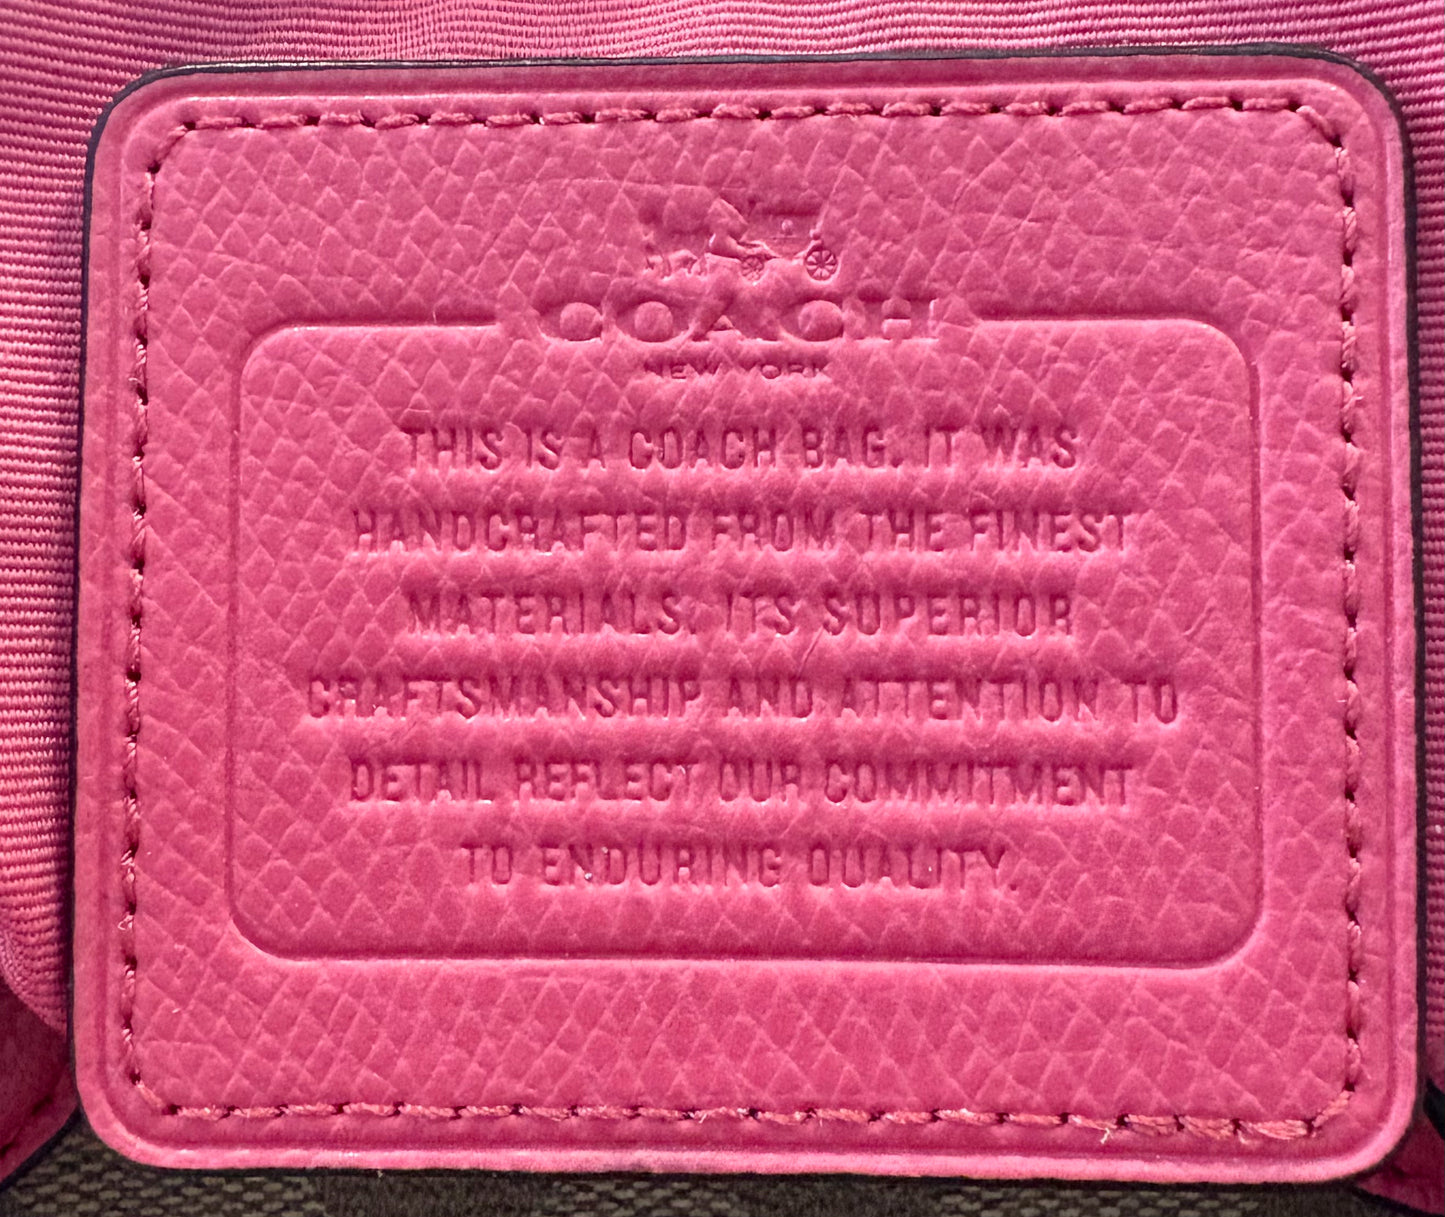 COACH
NEW YORK
THIS IS A COACH BAG. IT WAS
HANDCRAFTED FROM THE FINEST
MATERIALS. ITS SUPERIOR
CRAFTSMANSHIP AND ATTENTION TO
DETAIL REFLECT OUR COMMITMENT
TO ENDURING QUALITY.